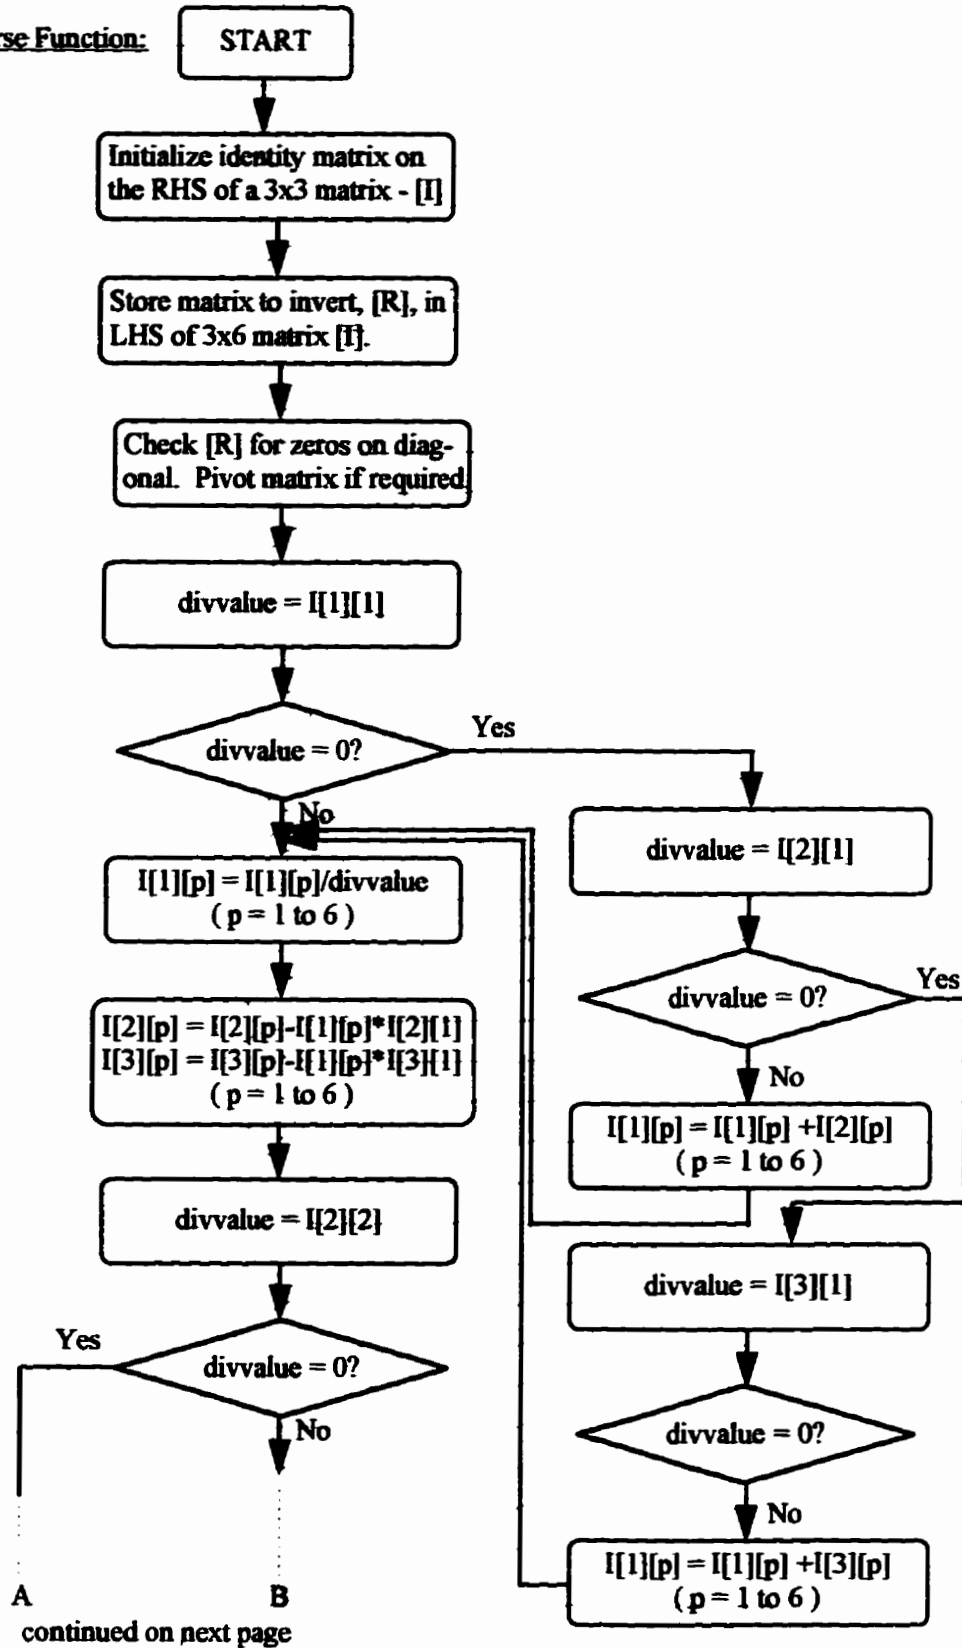 rse Function:
START
Initialize identity matrix on
the RHS of a 3x3 matrix - [I]
Store matrix to invert, [R], in
LHS of 3x6 matrix [I].
Check [R] for zeros on diag-
onal. Pivot matrix if required
divvalue = I[1][1]
divvalue = 0?
Yes
No
I[1][p] = I[1][p]/divvalue
( p = 1 to 6 )
I[2][p] = I[2][p]-I[1][p]*I[2][1]
I[3][p] = I[3][p]-I[1][p]*I[3][1]
( p = 1 to 6 )
divvalue = I[2][2]
Yes
divvalue = 0?
No
divvalue = I[2][1]
divvalue = 0?
Yes
No
I[1][p] = I[1][p] +I[2][p]
( p = 1 to 6 )
divvalue = I[3][1]
divvalue = 0?
No
I[1][p] = I[1][p] +I[3][p]
( p = 1 to 6 )
A
B
continued on next page